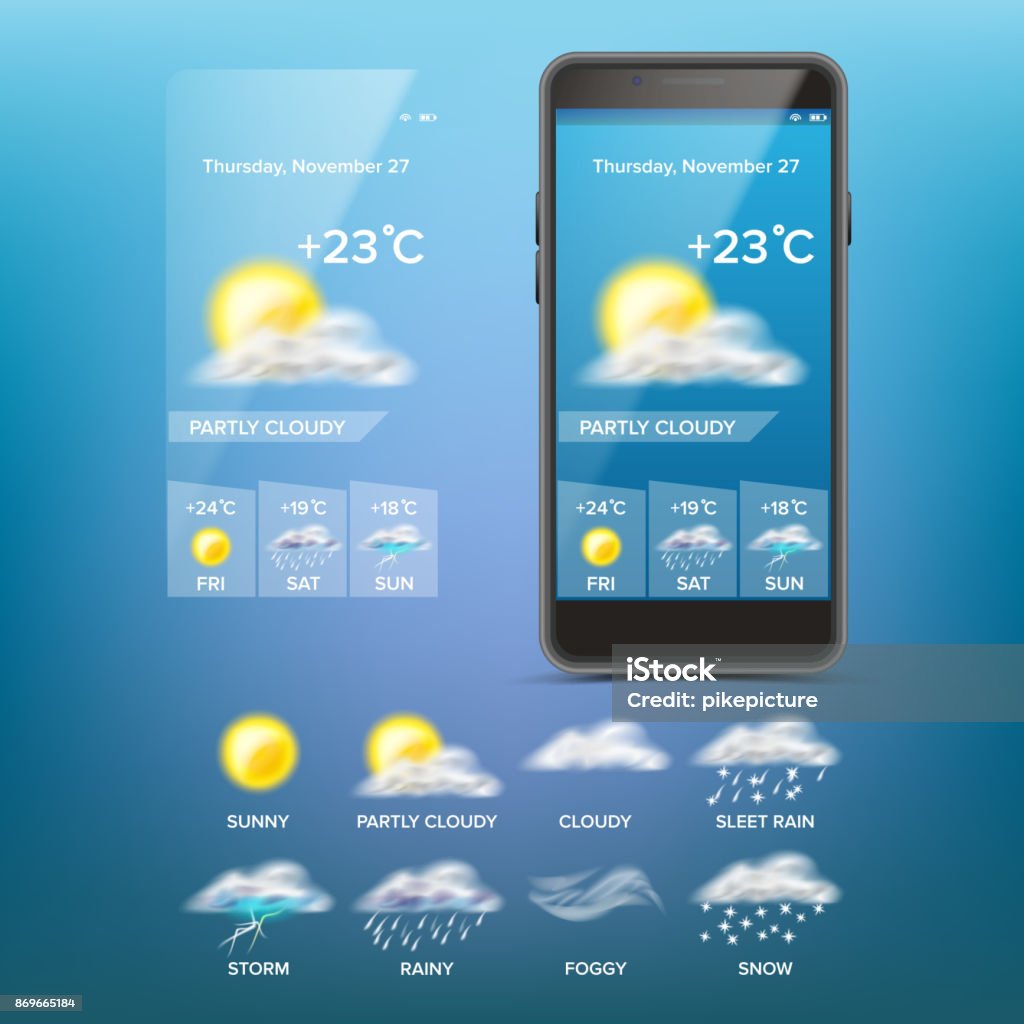 Thursday, November 27
+23°C
PARTLY CLOUDY
+24°C +19°C +18°C
FRI SAT SUN
Thursday, November 27
+23°C
PARTLY CLOUDY
+24°C +19°C +18°C
FRI SAT SUN
iStock™
Credit: pikepicture
SUNNY PARTLY CLOUDY CLOUDY SLEET RAIN
STORM RAINY FOGGY SNOW
869665184